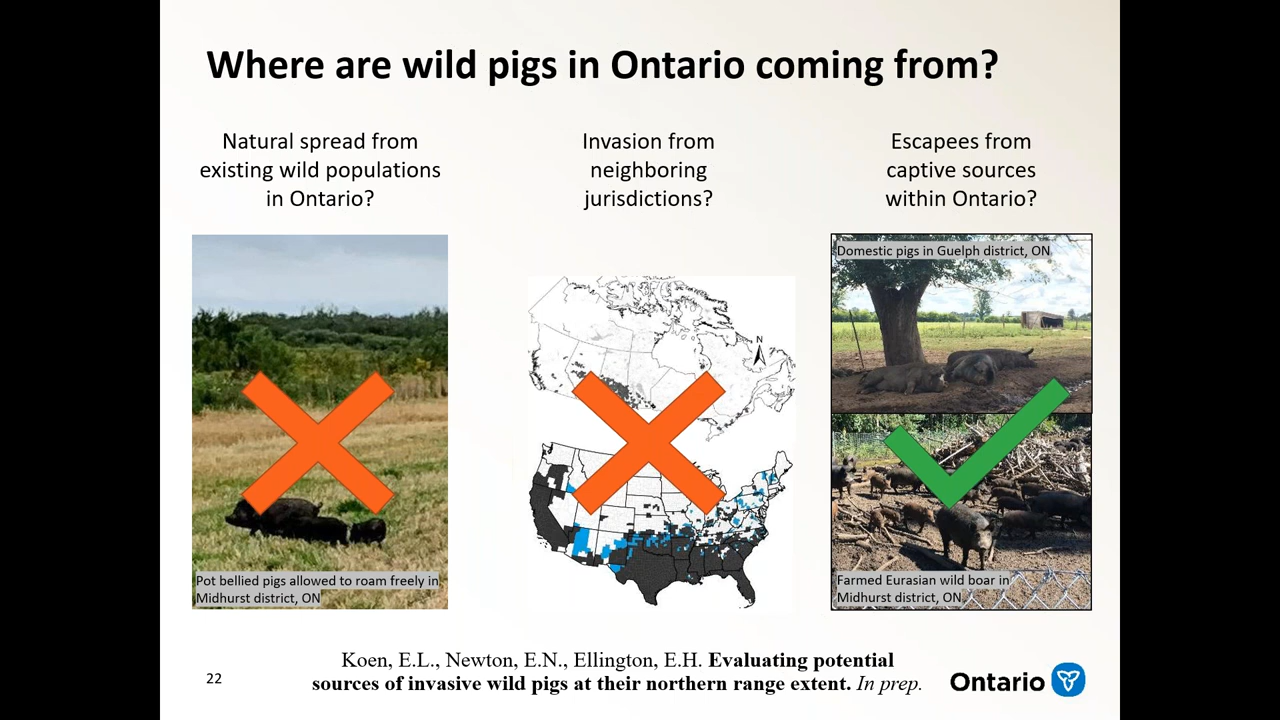 Where are wild pigs in Ontario coming from?
Natural spread from
existing wild populations
in Ontario?
Invasion from
neighboring
jurisdictions?
Escapees from
captive sources
within Ontario?
Domestic pigs in Guelph district, ON
N
Pot bellied pigs allowed to roam freely in
Midhurst district, ON
Farmed Eurasian wild boar in
Midhurst district, ON
Koen, E.L., Newton, E.N., Ellington, E.H. Evaluating potential
sources of invasive wild pigs at their northern range extent. In prep.
22
Ontario